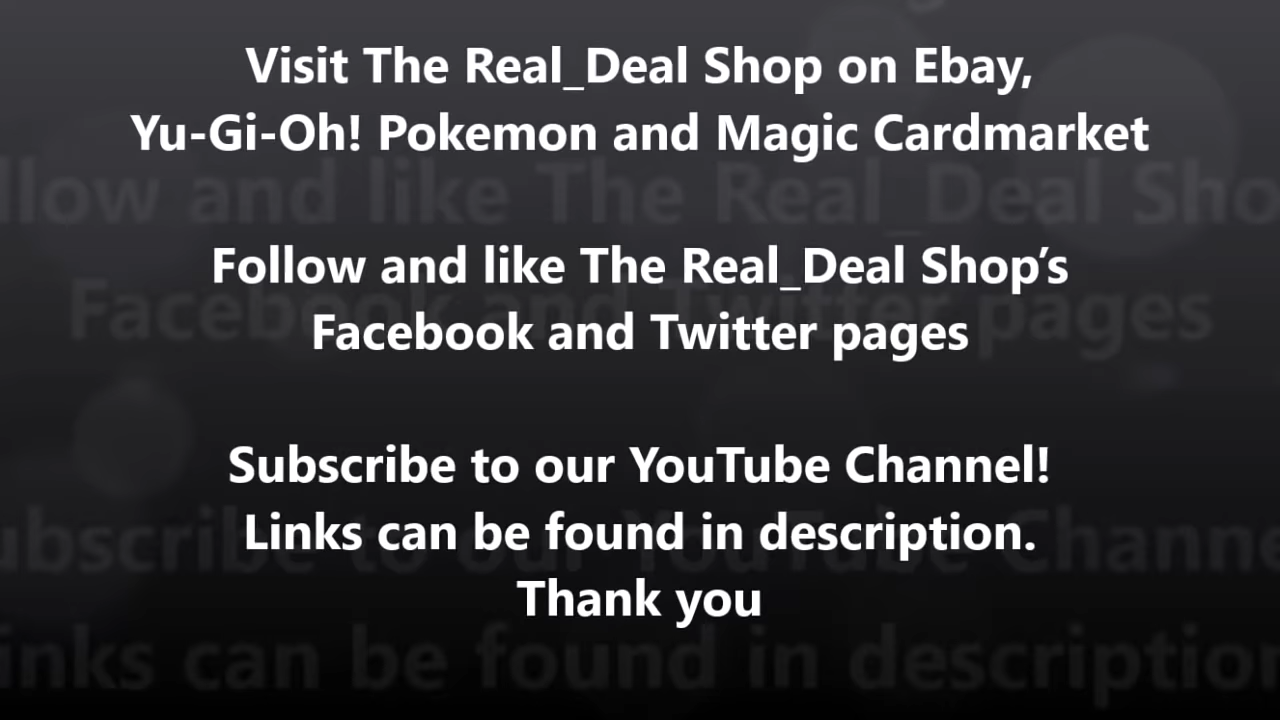 Visit The Real_Deal Shop on Ebay,
Yu-Gi-Oh! Pokemon and Magic Cardmarket
Follow and like The Real_Deal Shop’s
Facebook and Twitter pages
Subscribe to our YouTube Channel!
Links can be found in description.
Thank you